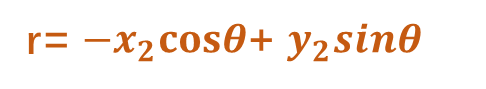 r= −x₂cosθ+ y₂sinθ